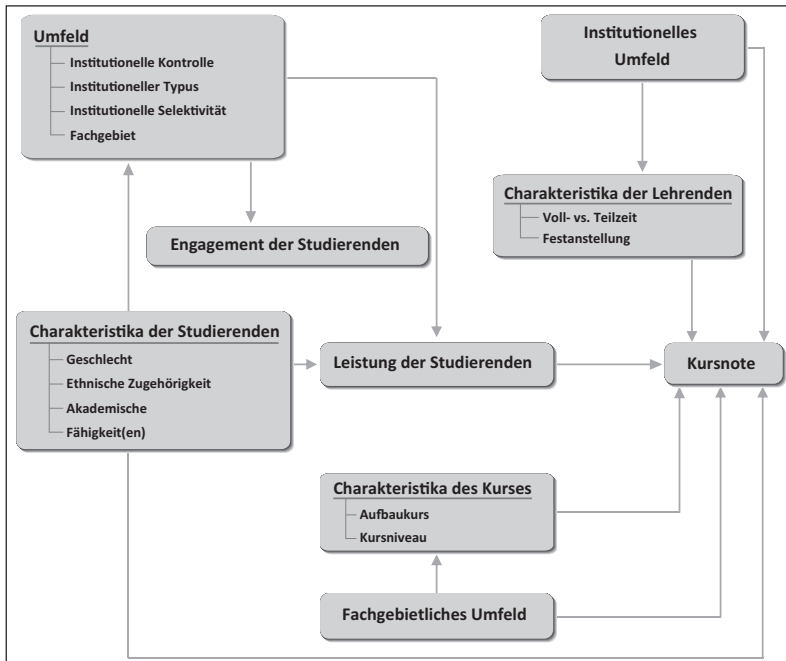 Umfeld
Institutionelle Kontrolle
Institutioneller Typus
Institutionelle Selektivität
Fachgebiet
Institutionelles
Umfeld
Charakteristika der Lehrenden
Voll- vs. Teilzeit
Festanstellung
Engagement der Studierenden
Charakteristika der Studierenden
Geschlecht
Ethnische Zugehörigkeit
Akademische
Fähigkeit(en)
Leistung der Studierenden
Kursnote
Charakteristika des Kurses
Aufbaukurs
Kursniveau
Fachgebietliches Umfeld